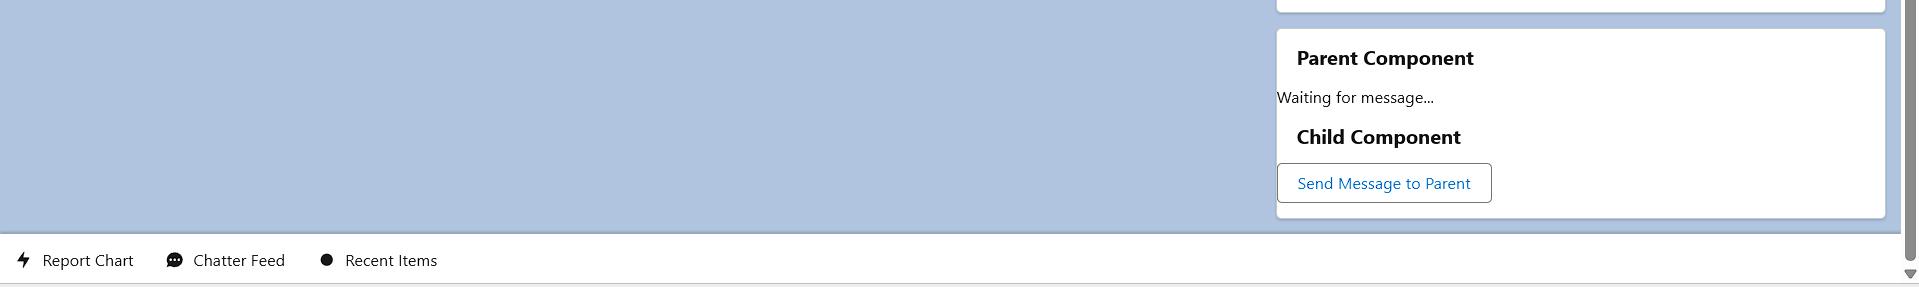 Parent Component
Waiting for message...
Child Component
Send Message to Parent
Report Chart
Chatter Feed
Recent Items